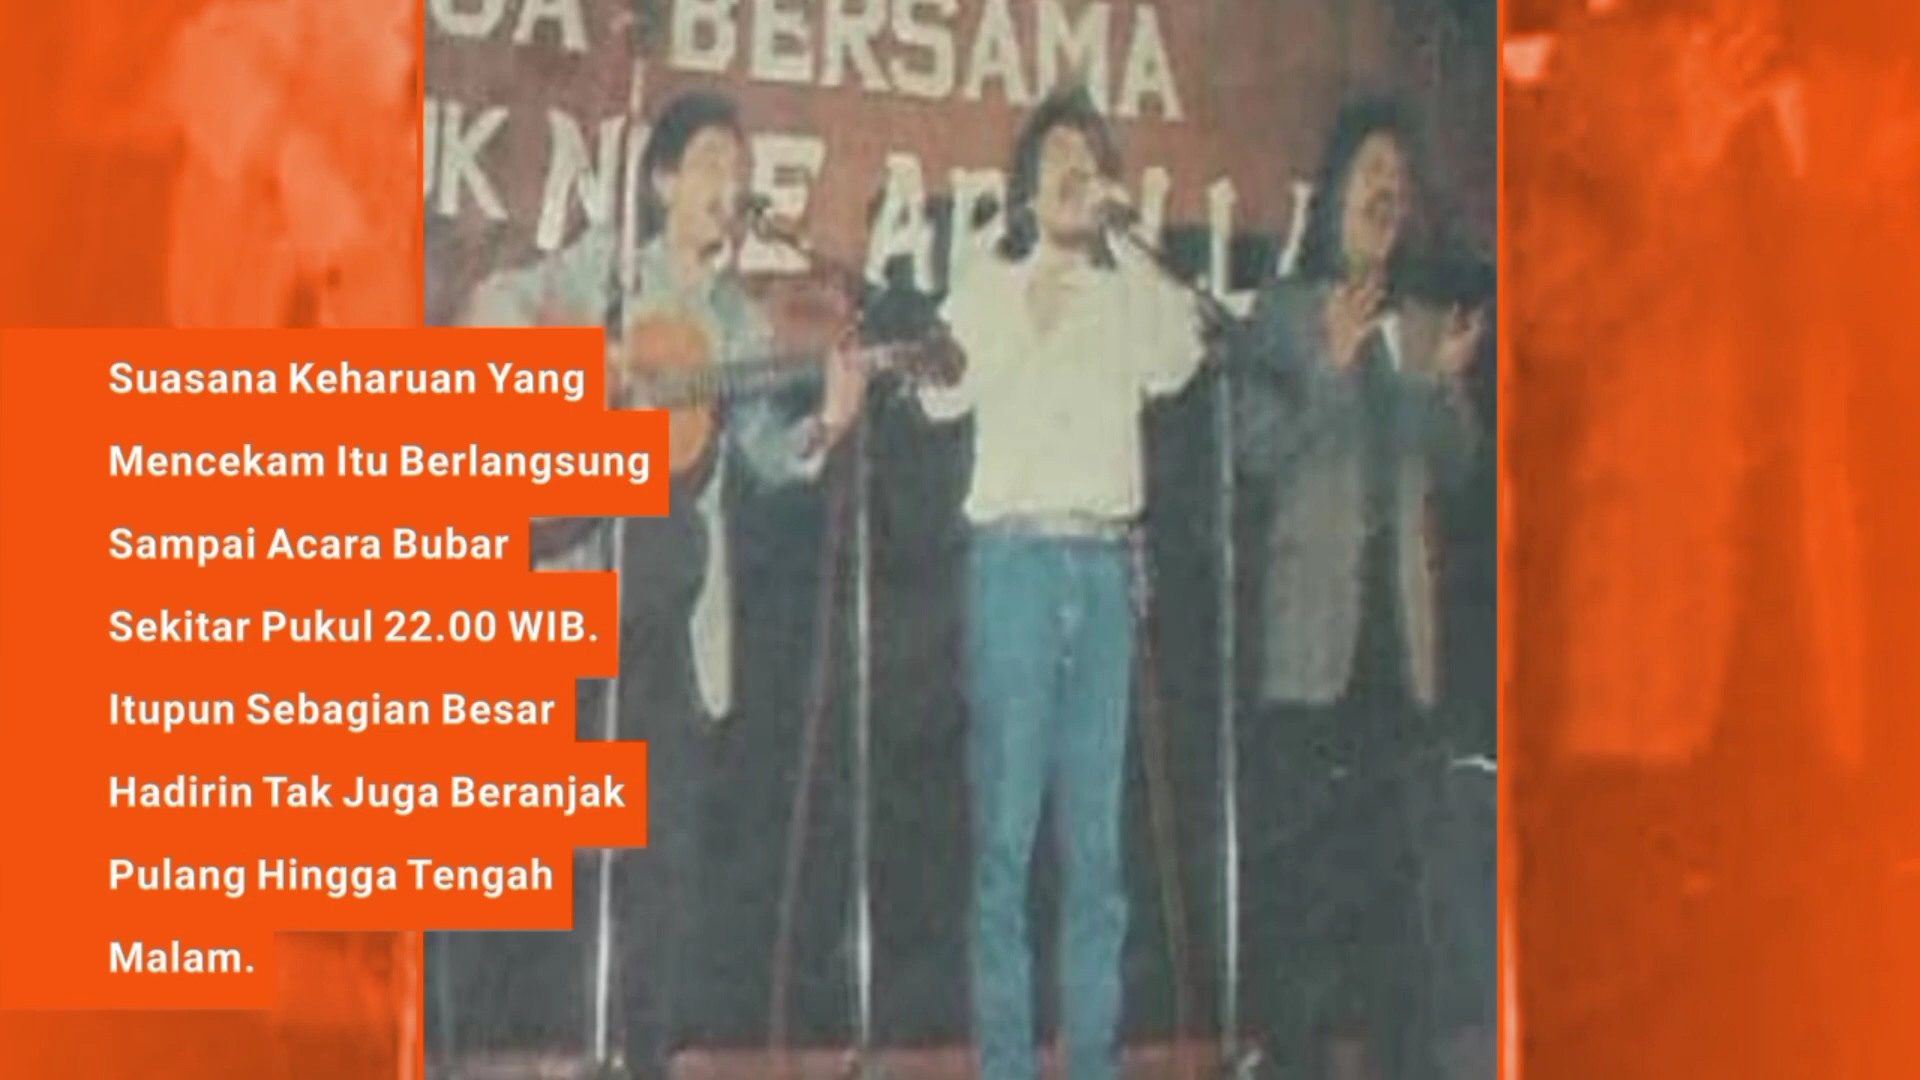 BERSAMA
Suasana Keharuan Yang
Mencekam Itu Berlangsung
Sampai Acara Bubar
Sekitar Pukul 22.00 WIB.
Itupun Sebagian Besar
Hadirin Tak Juga Beranjak
Pulang Hingga Tengah
Malam.